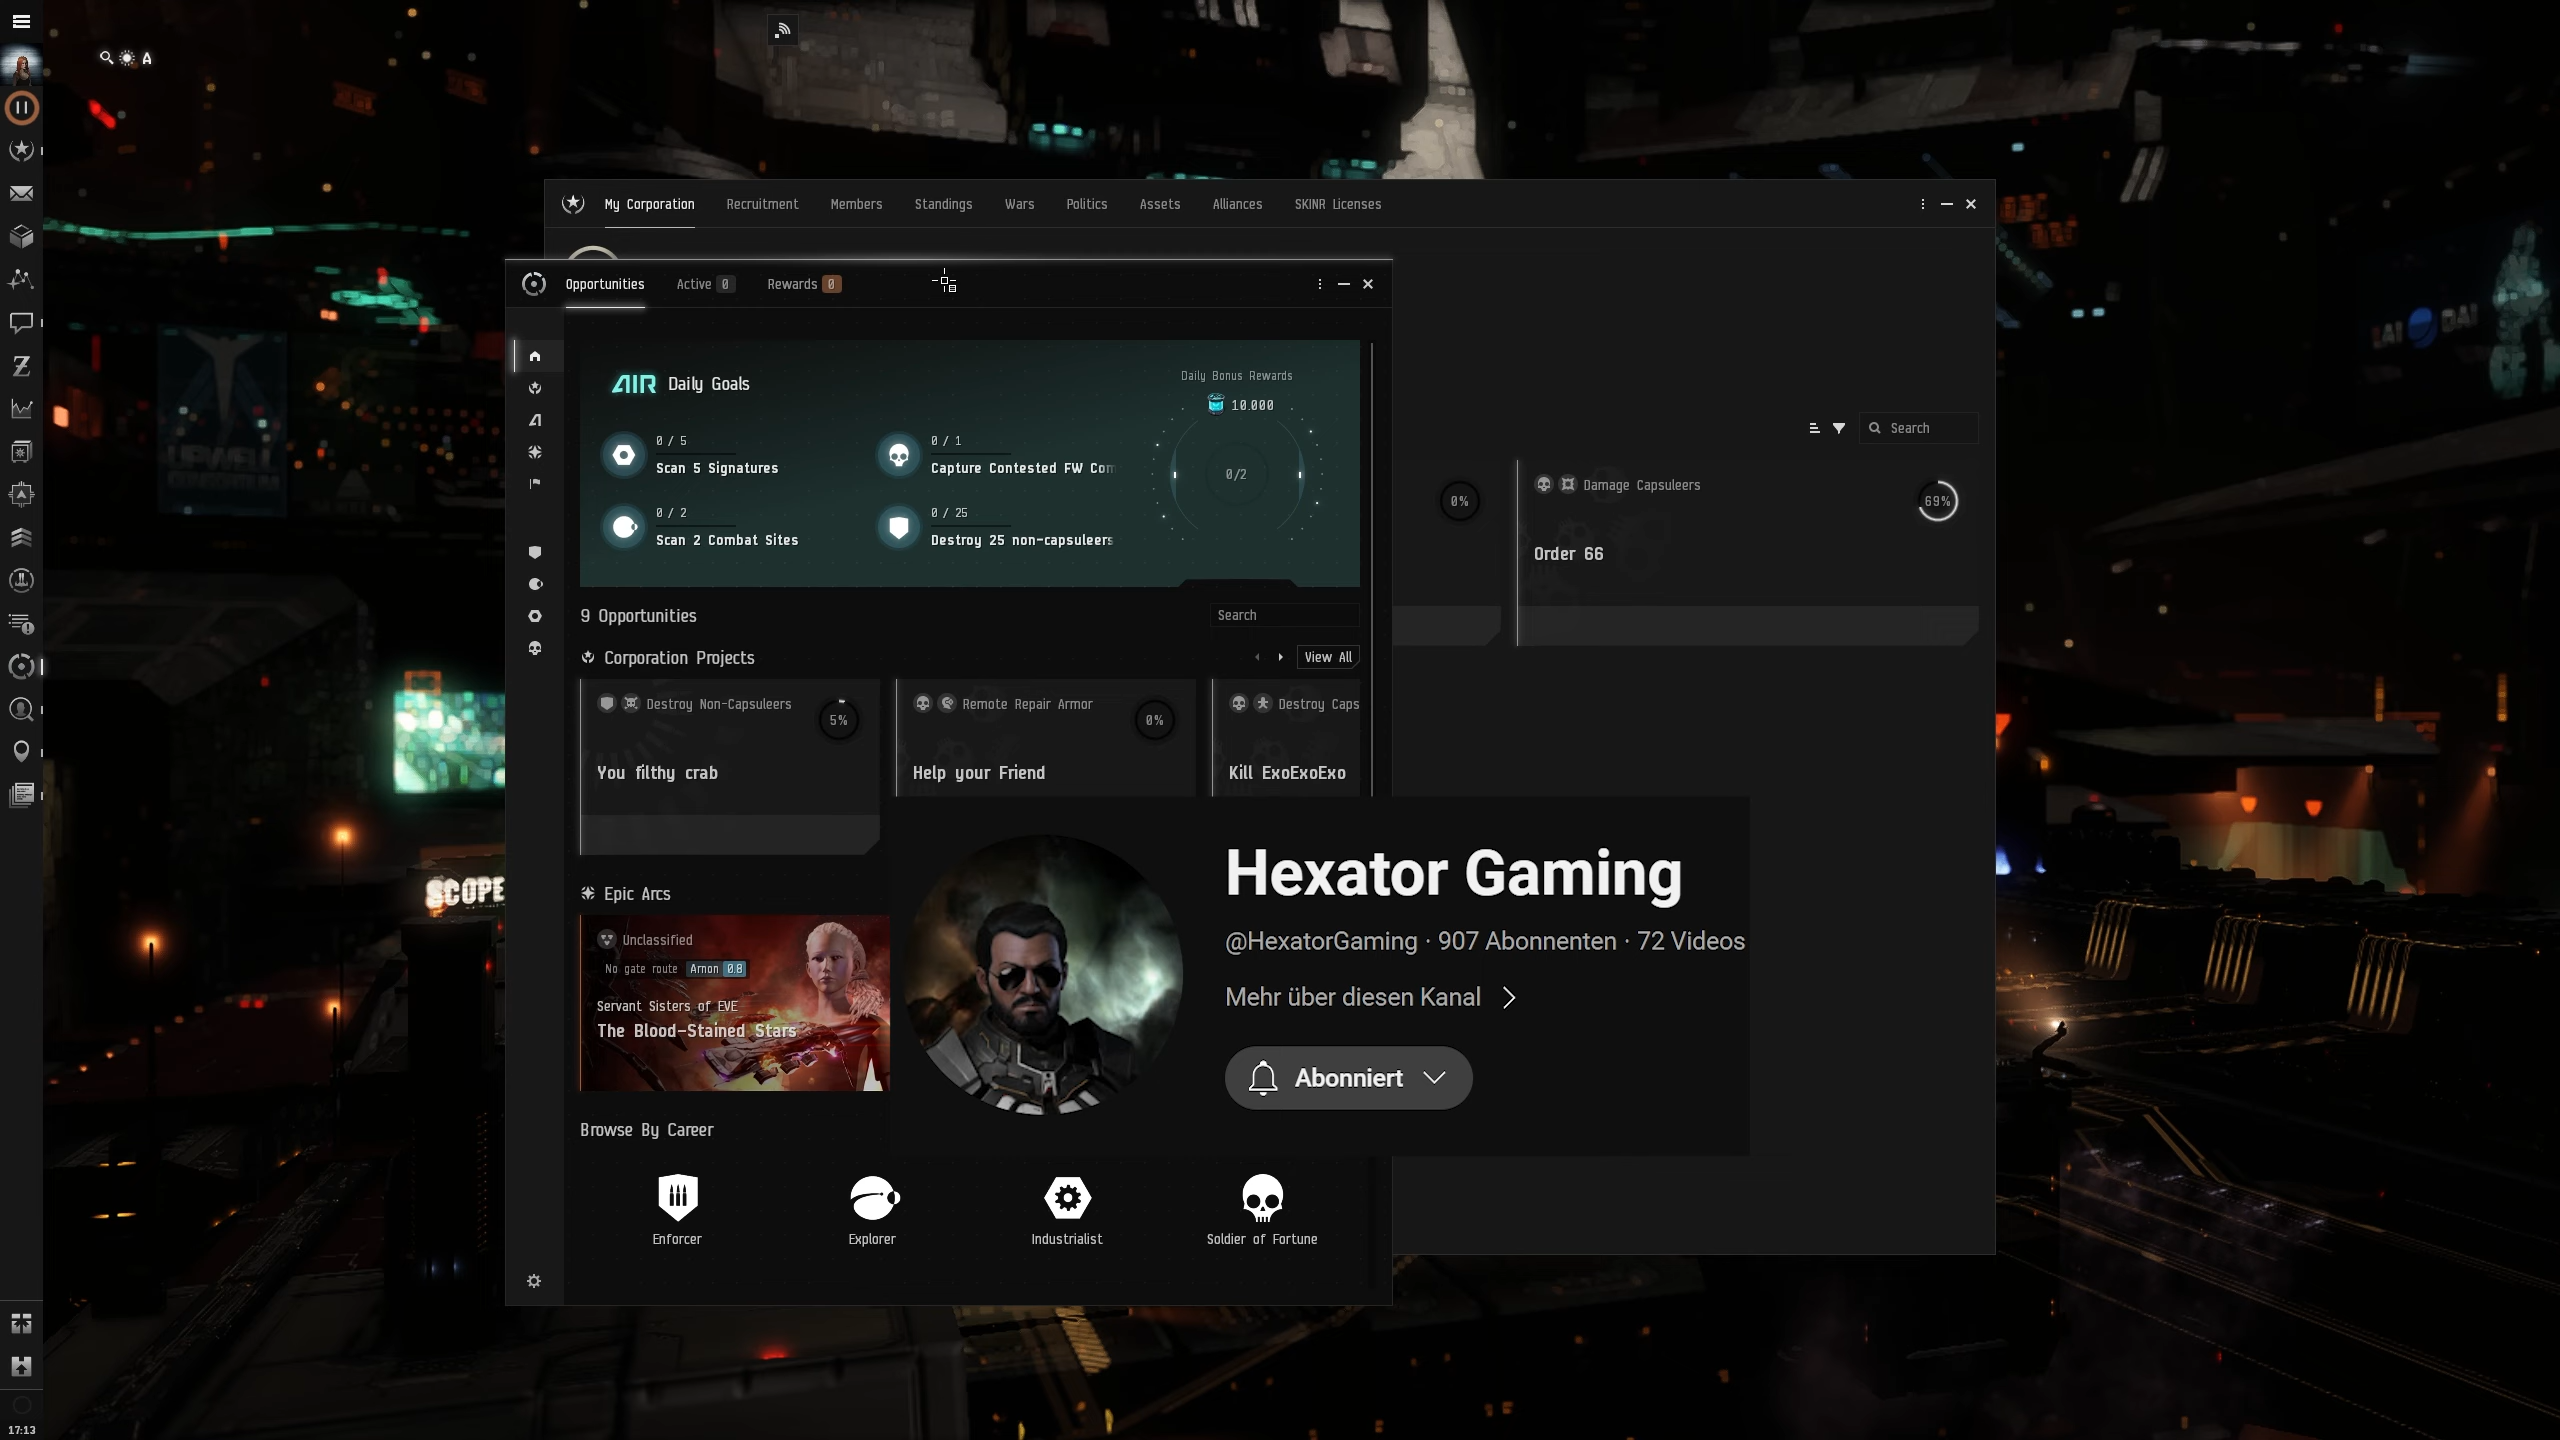 A
My Corporation
Recruitment
Members
Standings
Wars
Politics
Assets
Alliances
SKINR Licenses
Opportunities
Active 0
Rewards 0
AIR Daily Goals
Daily Bonus Rewards
10.000
0 / 5
Scan 5 Signatures
0 / 1
Capture Contested FW Com
0/2
0 / 2
Scan 2 Combat Sites
0 / 25
Destroy 25 non-capsuleers
Search
0%
Damage Capsuleers
69%
Order 66
9 Opportunities
Search
Corporation Projects
View All
Destroy Non-Capsuleers
5%
You filthy crab
Remote Repair Armor
0%
Help your Friend
Destroy Caps
Kill ExoExoExo
Epic Arcs
Unclassified
No gate route Arnon 0.8
Servant Sisters of EVE
The Blood-Stained Stars
Hexator Gaming
@HexatorGaming · 907 Abonnenten · 72 Videos
Mehr über diesen Kanal
Abonniert
Browse By Career
Enforcer
Explorer
Industrialist
Soldier of Fortune
UPWELL
CONSORTIUM
LAI DAI
SCOPE
17:13